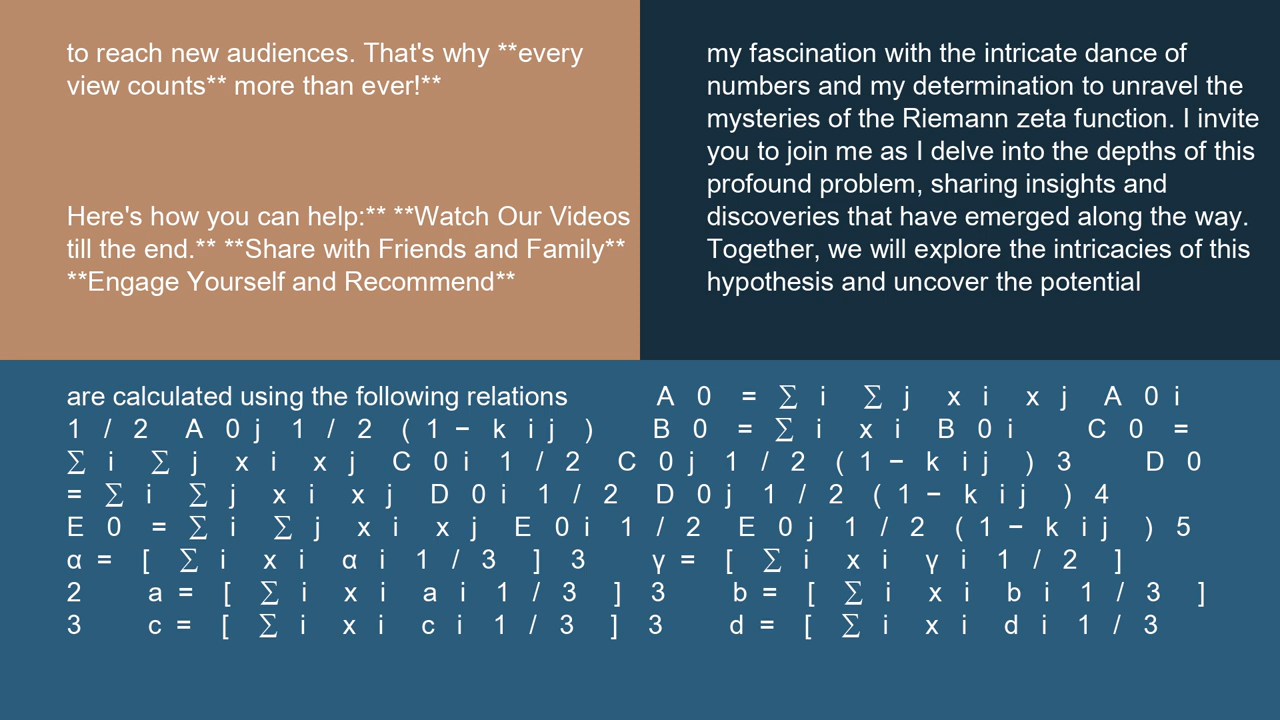 to reach new audiences. That's why **every
view counts** more than ever!**
Here's how you can help:** **Watch Our Videos
till the end.** **Share with Friends and Family**
**Engage Yourself and Recommend**
my fascination with the intricate dance of
numbers and my determination to unravel the
mysteries of the Riemann zeta function. I invite
you to join me as I delve into the depths of this
profound problem, sharing insights and
discoveries that have emerged along the way.
Together, we will explore the intricacies of this
hypothesis and uncover the potential
are calculated using the following relations A 0 = ∑ i ∑ j x i x j A 0 i
1 / 2 A 0 j 1 / 2 ( 1 − k i j ) B 0 = ∑ i x i B 0 i C 0 =
∑ i ∑ j x i x j C 0 i 1 / 2 C 0 j 1 / 2 ( 1 − k i j ) 3 D 0
= ∑ i ∑ j x i x j D 0 i 1 / 2 D 0 j 1 / 2 ( 1 − k i j ) 4
E 0 = ∑ i ∑ j x i x j E 0 i 1 / 2 E 0 j 1 / 2 ( 1 − k i j ) 5
α = [ ∑ i x i α i 1 / 3 ] 3 γ = [ ∑ i x i γ i 1 / 2 ]
2 a = [ ∑ i x i a i 1 / 3 ] 3 b = [ ∑ i x i b i 1 / 3 ]
3 c = [ ∑ i x i c i 1 / 3 ] 3 d = [ ∑ i x i d i 1 / 3